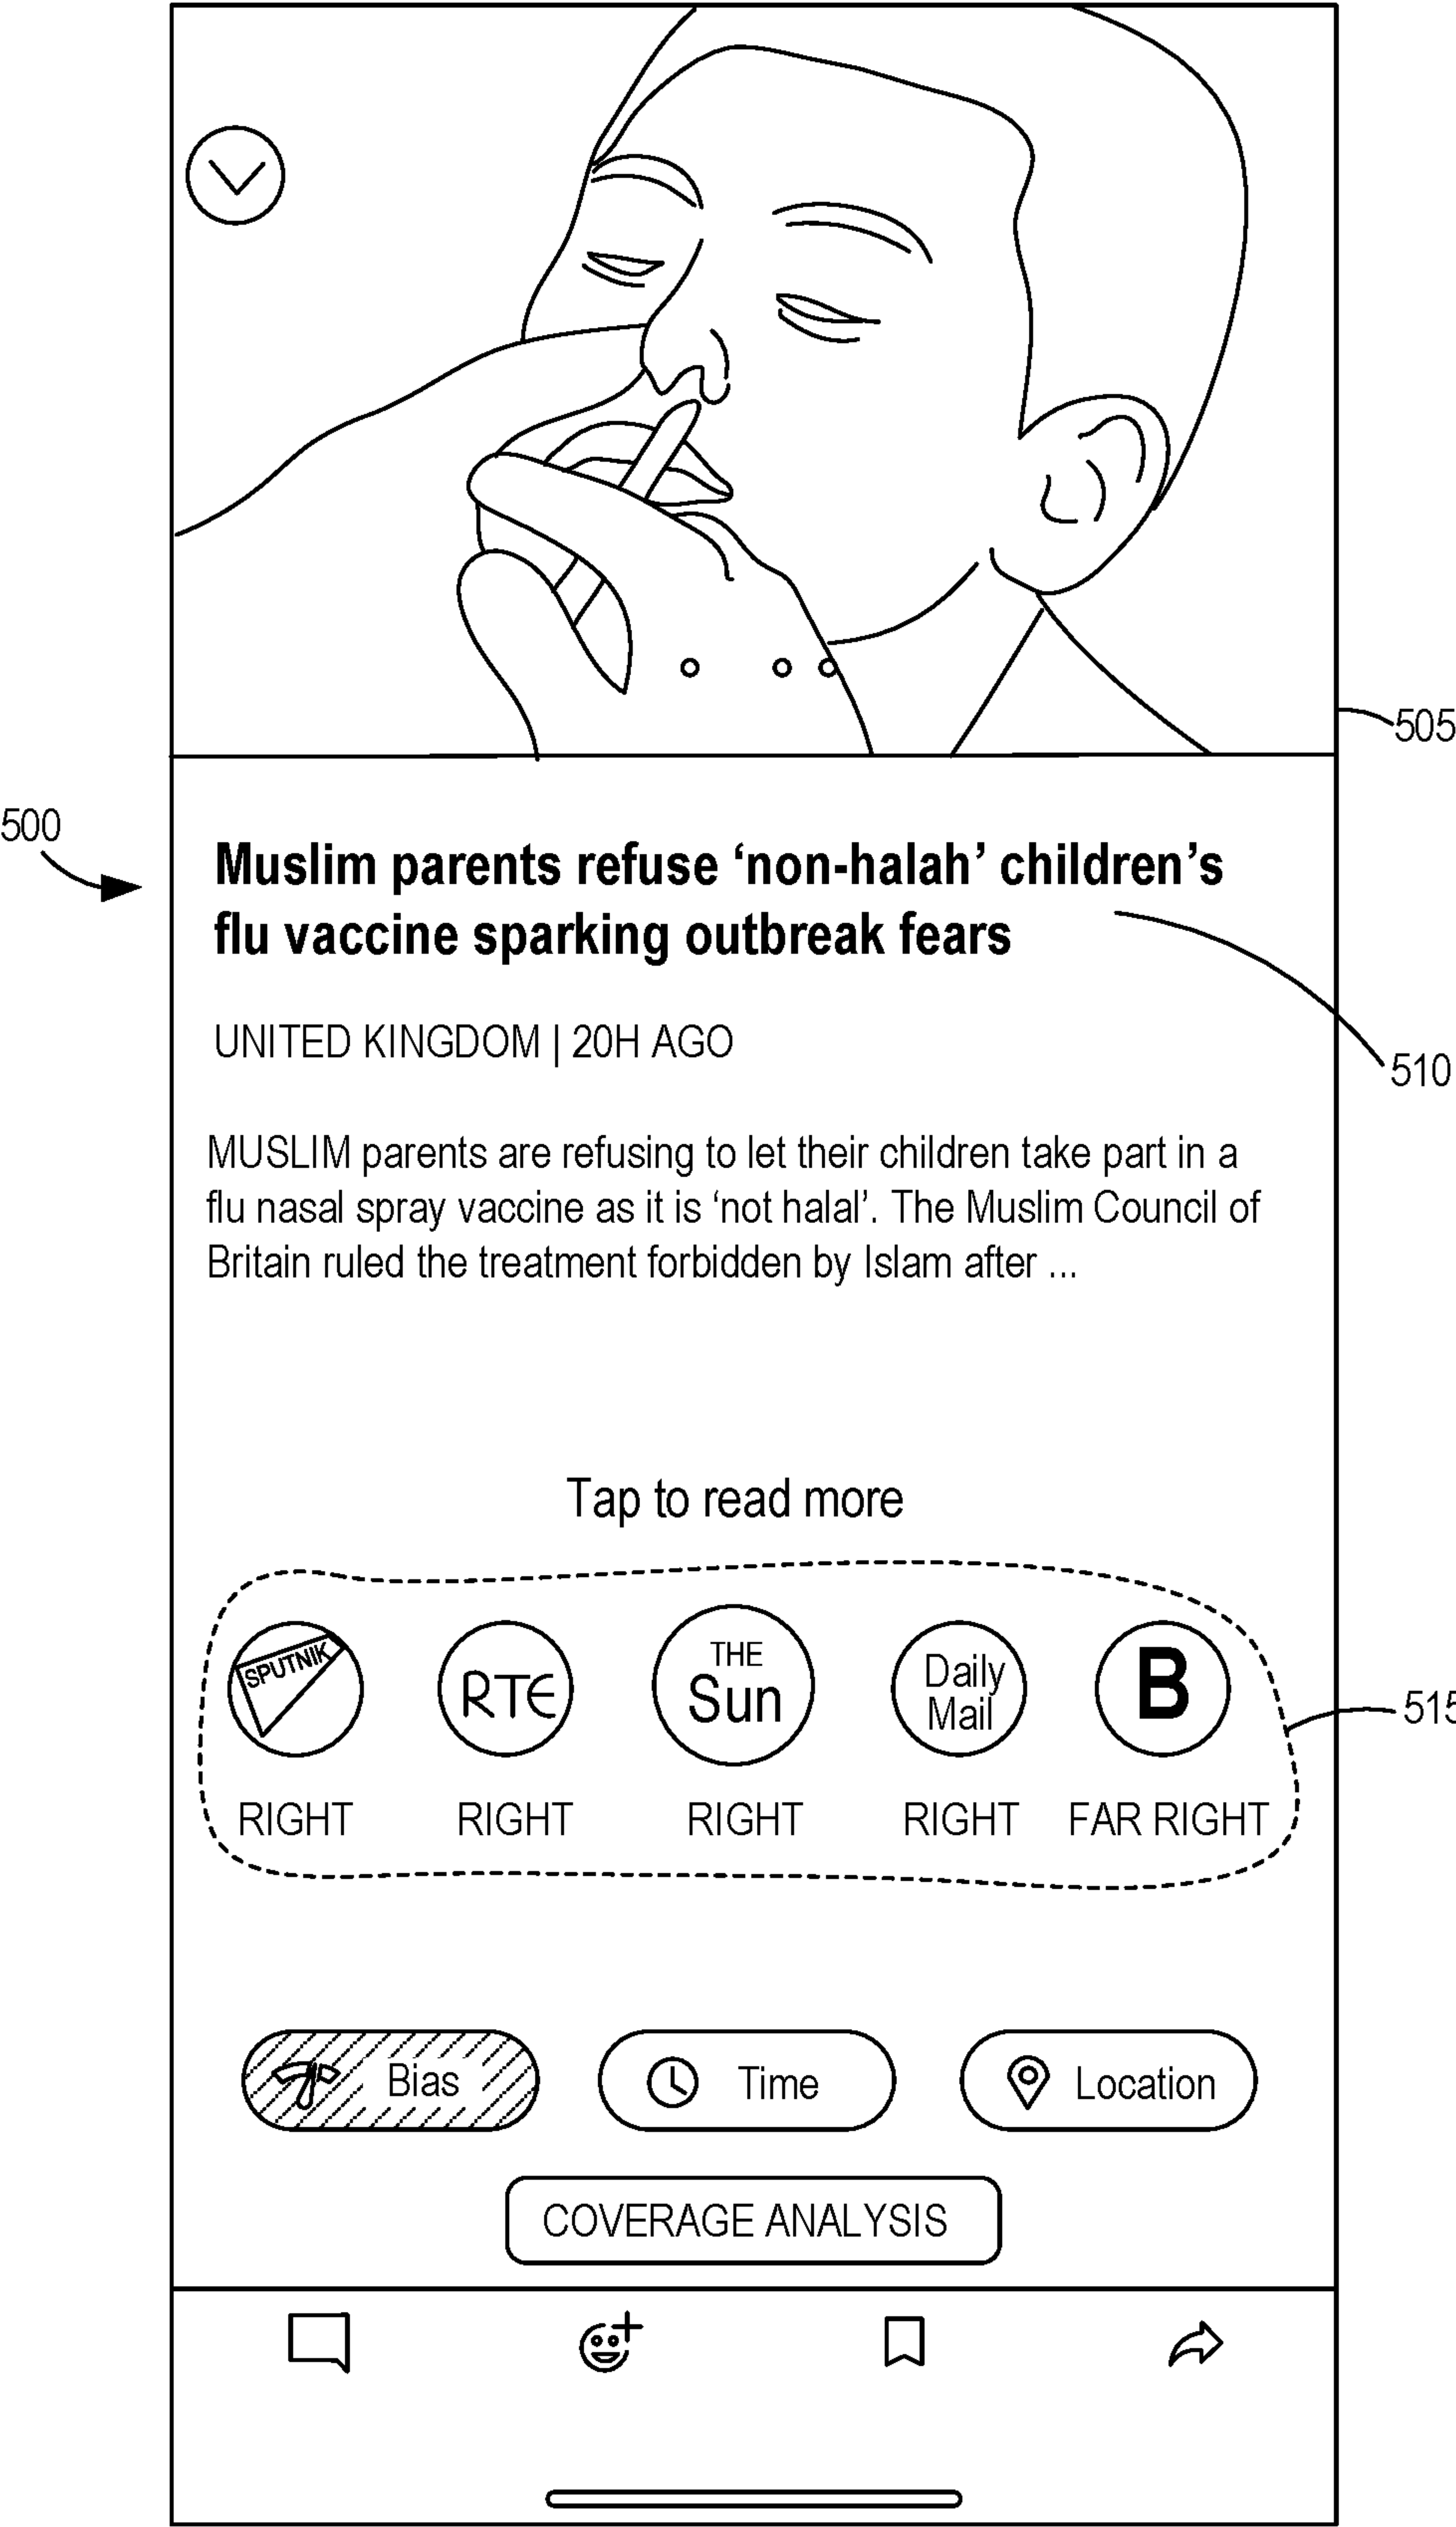 505
500
Muslim parents refuse ‘non-halah’ children’s
flu vaccine sparking outbreak fears
UNITED KINGDOM | 20H AGO
510
MUSLIM parents are refusing to let their children take part in a
flu nasal spray vaccine as it is ‘not halal’. The Muslim Council of
Britain ruled the treatment forbidden by Islam after ...
Tap to read more
SPUTNIK
RTE
THE
Sun
Daily
Mail
B
515
RIGHT RIGHT RIGHT RIGHT FAR RIGHT
Bias Time Location
COVERAGE ANALYSIS